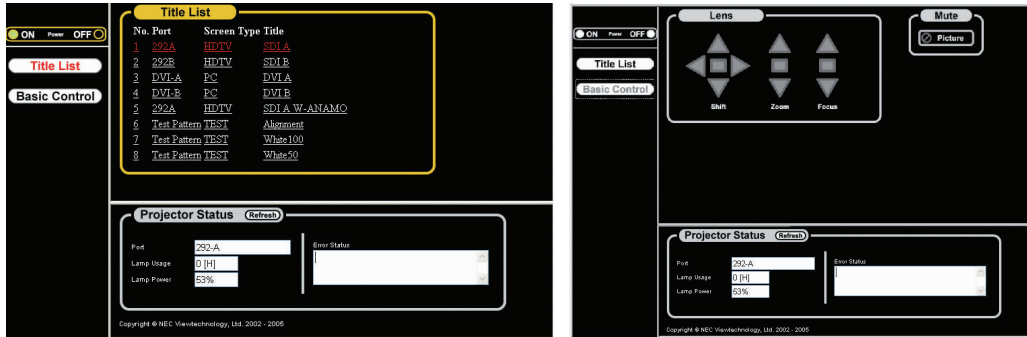 Title List
ON Power OFF
Title List
Basic Control
No. Port Screen Type Title
1 292A HDTV SDI A
2 292B HDTV SDI B
3 DVI-A PC DVI A
4 DVI-B PC DVI B
5 292A HDTV SDI A W-ANAMO
6 Test Pattern TEST Alignment
7 Test Pattern TEST White100
8 Test Pattern TEST White50
Projector Status Refresh
Port 292-A
Lamp Usage 0 [H]
Lamp Power 53%
Error Status
Copyright © NEC Viewtechnology, Ltd. 2002 - 2005
ON Power OFF
Title List
Basic Control
Lens
Shift Zoom Focus
Mute
Picture
Projector Status Refresh
Port 292-A
Lamp Usage 0 [H]
Lamp Power 53%
Error Status
Copyright © NEC Viewtechnology, Ltd. 2002 - 2005